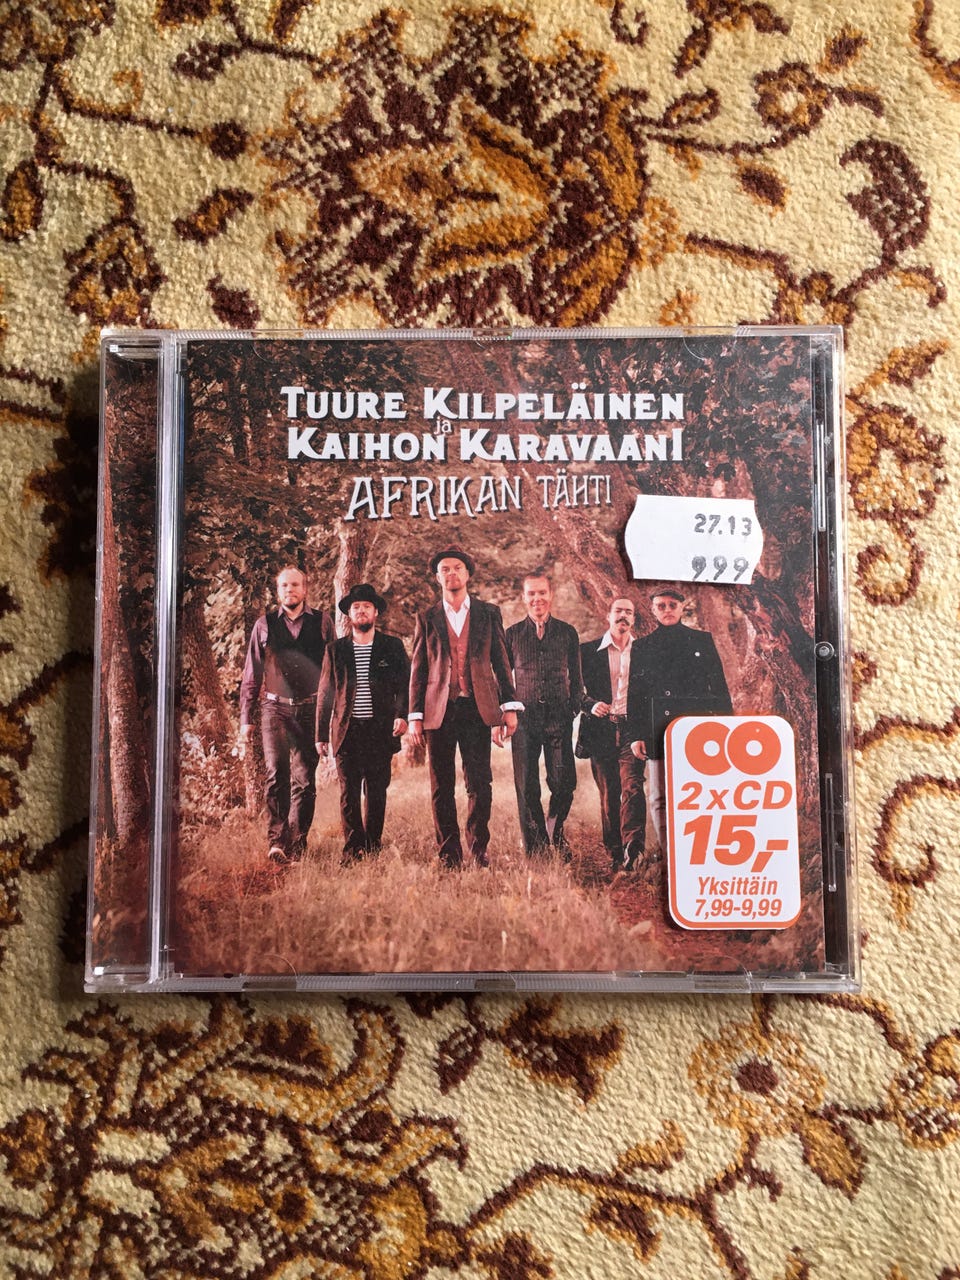 TUURE KILPELÄINEN
ja
KAIHON KARAVAANI
AFRIKAN TÄHTI
27.13
9.99
2 x CD
15,-
Yksittäin
7,99-9,99